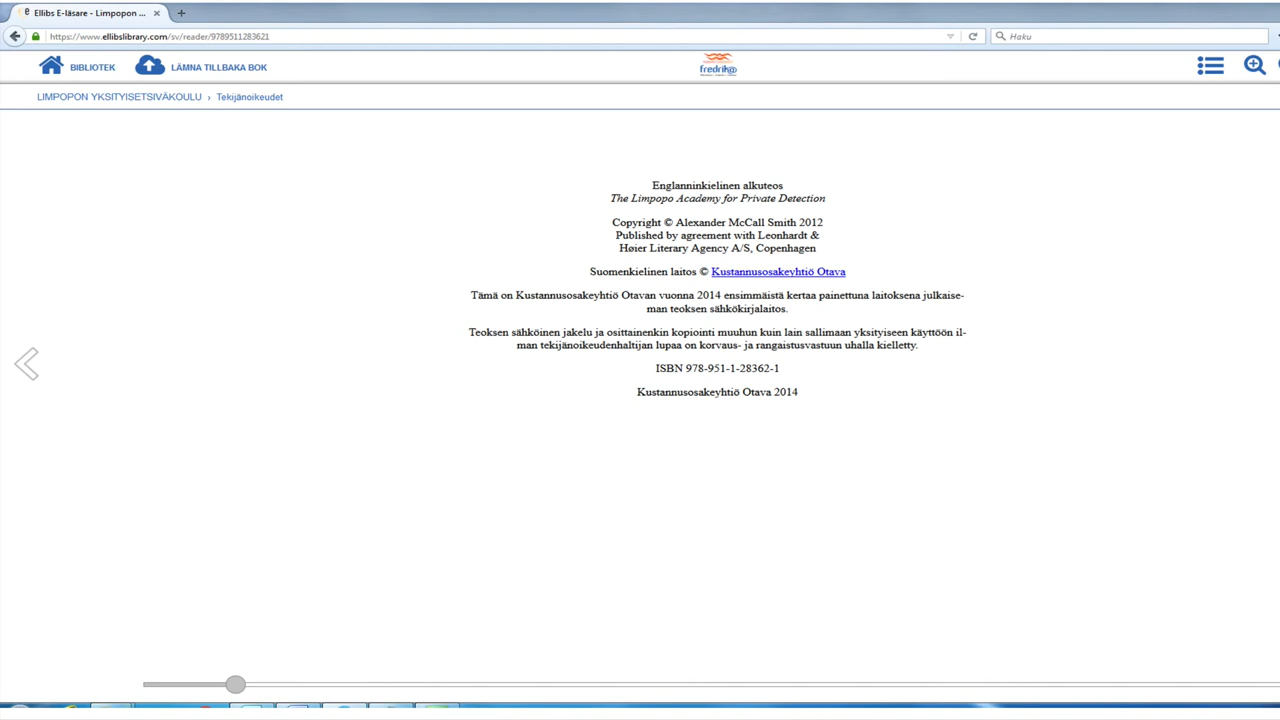 Ellibs E-läsare - Limpopon ...
https://www.ellibslibrary.com/sv/reader/9789511283621
Haku
BIBLIOTEK
LÄMNA TILLBAKA BOK
fredrik@
LIMPOPON YKSITYISETSIVÄKOULU › Tekijänoikeudet
Englanninkielinen alkuteos
The Limpopo Academy for Private Detection
Copyright © Alexander McCall Smith 2012
Published by agreement with Leonhardt &
Høier Literary Agency A/S, Copenhagen
Suomenkielinen laitos © Kustannusosakeyhtiö Otava
Tämä on Kustannusosakeyhtiö Otavan vuonna 2014 ensimmäistä kertaa painettuna laitoksena julkaise-
man teoksen sähkökirjalaitos.
Teoksen sähköinen jakelu ja osittainenkin kopiointi muuhun kuin lain sallimaan yksityiseen käyttöön il-
man tekijänoikeudenhaltijan lupaa on korvaus- ja rangaistusvastuun uhalla kielletty.
ISBN 978-951-1-28362-1
Kustannusosakeyhtiö Otava 2014